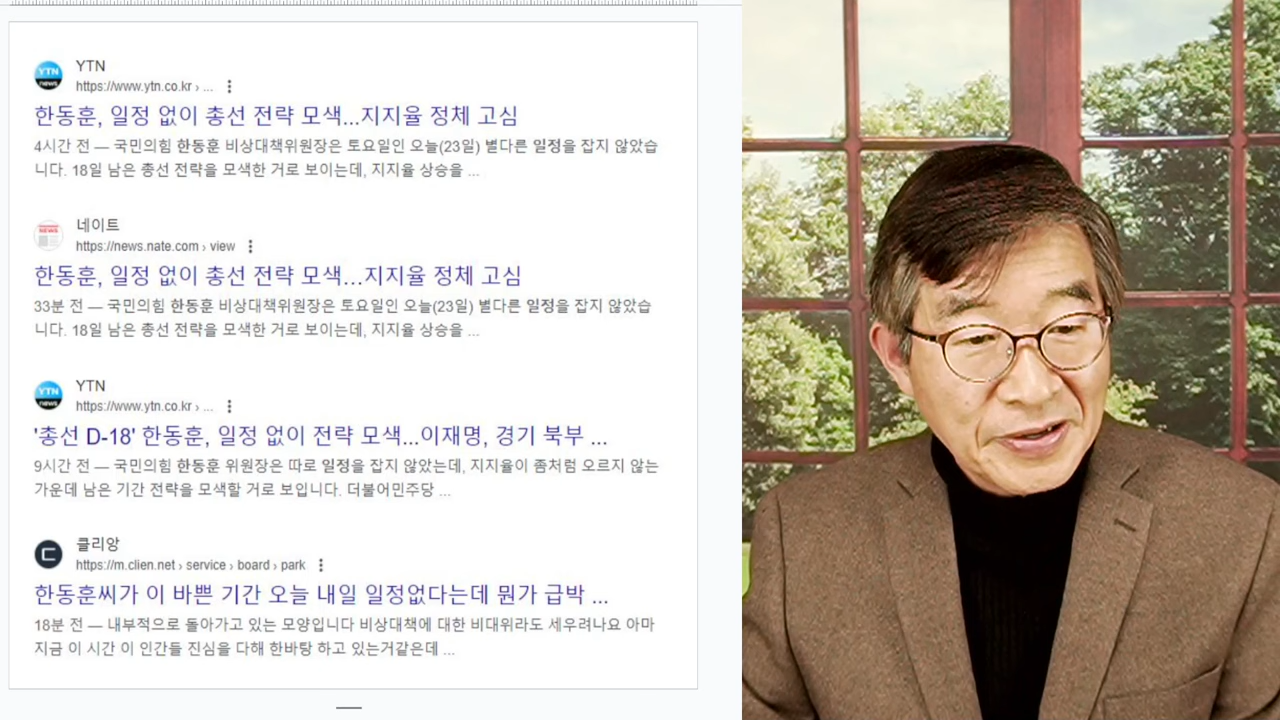 YTN
https://www.ytn.co.kr › ...
한동훈, 일정 없이 총선 전략 모색...지지율 정체 고심
4시간 전 — 국민의힘 한동훈 비상대책위원장은 토요일인 오늘(23일) 별다른 일정을 잡지 않았습
니다. 18일 남은 총선 전략을 모색한 거로 보이는데, 지지율 상승을 ...
네이트
https://news.nate.com › view
한동훈, 일정 없이 총선 전략 모색...지지율 정체 고심
33분 전 — 국민의힘 한동훈 비상대책위원장은 토요일인 오늘(23일) 별다른 일정을 잡지 않았습
니다. 18일 남은 총선 전략을 모색한 거로 보이는데, 지지율 상승을 ...
YTN
https://www.ytn.co.kr › ...
'총선 D-18' 한동훈, 일정 없이 전략 모색...이재명, 경기 북부 ...
9시간 전 — 국민의힘 한동훈 위원장은 따로 일정을 잡지 않았는데, 지지율이 좀처럼 오르지 않는
가운데 남은 기간 전략을 모색할 거로 보입니다. 더불어민주당 ...
클리앙
https://m.clien.net › service › board › park
한동훈씨가 이 바쁜 기간 오늘 내일 일정없다는데 뭔가 급박 ...
18분 전 — 내부적으로 돌아가고 있는 모양입니다 비상대책에 대한 비대위라도 세우려나요 아마
지금 이 시간 이 인간들 진심을 다해 한바탕 하고 있는거같은데 ...